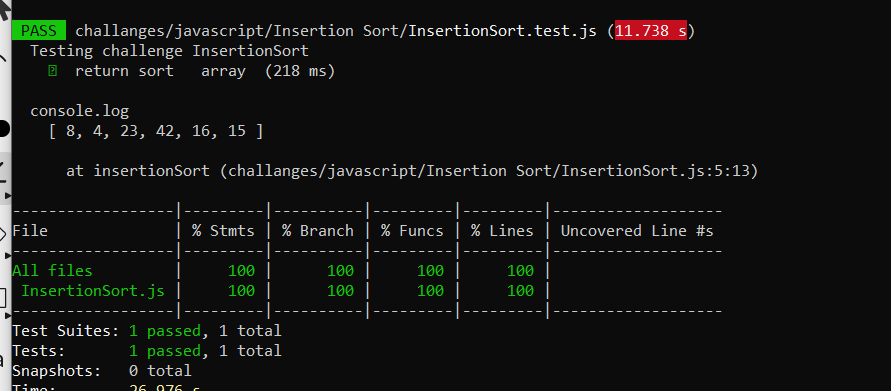 PASS challanges/javascript/Insertion Sort/InsertionSort.test.js (11.738 s)
Testing challenge InsertionSort
return sort array (218 ms)
console.log
[ 8, 4, 23, 42, 16, 15 ]
at insertionSort (challanges/javascript/Insertion Sort/InsertionSort.js:5:13)
------------------|---------|----------|---------|---------|-------------------
File | % Stmts | % Branch | % Funcs | % Lines | Uncovered Line #s
------------------|---------|----------|---------|---------|-------------------
All files | 100 | 100 | 100 | 100 |
InsertionSort.js | 100 | 100 | 100 | 100 |
------------------|---------|----------|---------|---------|-------------------
Test Suites: 1 passed, 1 total
Tests: 1 passed, 1 total
Snapshots: 0 total
Time: 26.976 s